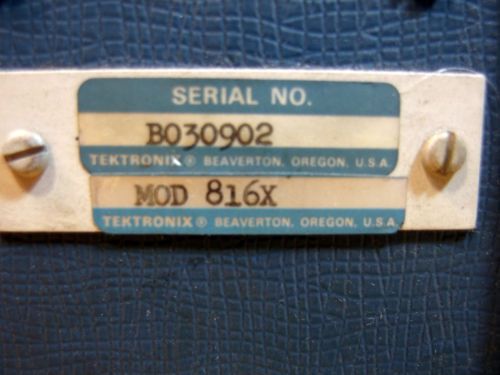 SERIAL NO.
B030902
TEKTRONIX® BEAVERTON, OREGON, U.S.A.
MOD 816X
TEKTRONIX® BEAVERTON, OREGON, U.S.A.